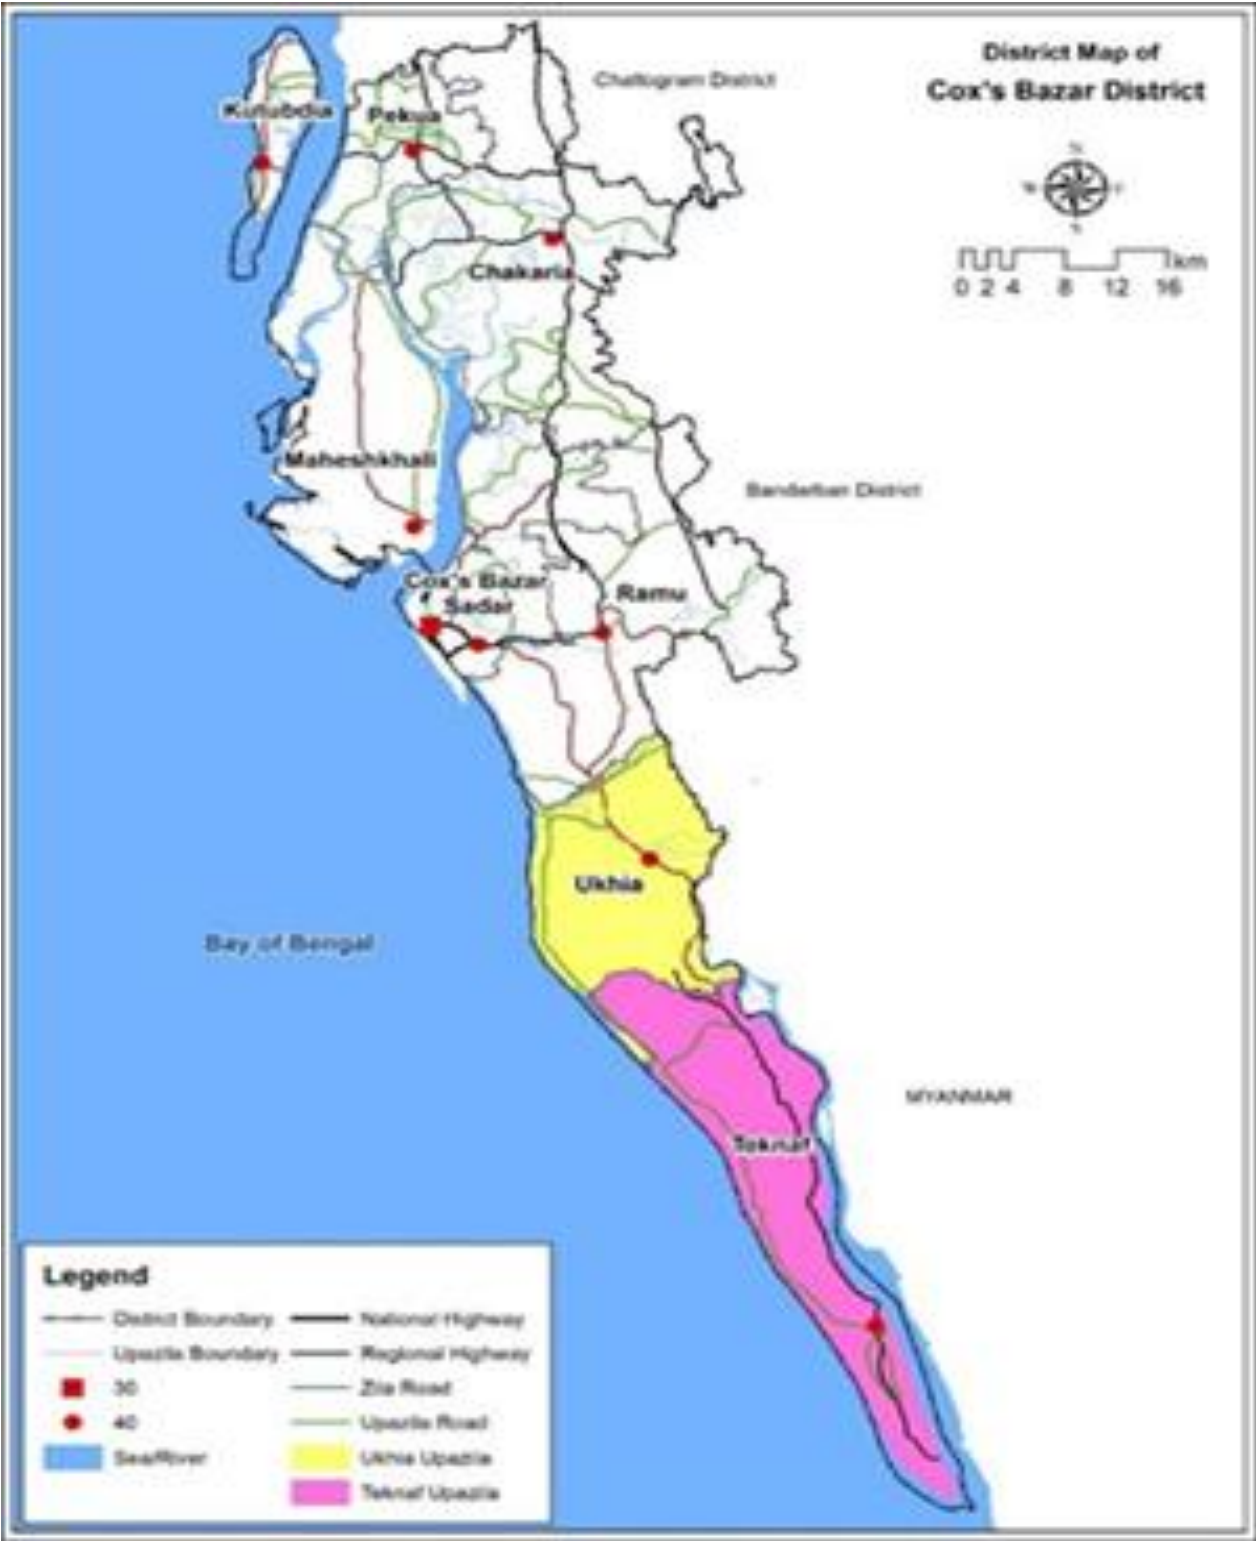 District Map of
Cox's Bazar District
Chattogram District
Kutubdia
Pekua
N
W
E
S
km
0 2 4 8 12 16
Chakaria
Maheshkhali
Bandarban District
Cox's Bazar
Sadar
Ramu
Ukhia
Bay of Bengal
MYANMAR
Teknaf
Legend
District Boundary
National Highway
Upazila Boundary
Regional Highway
30
Zila Road
40
Upazila Road
Sea/River
Ukhia Upazila
Teknaf Upazila